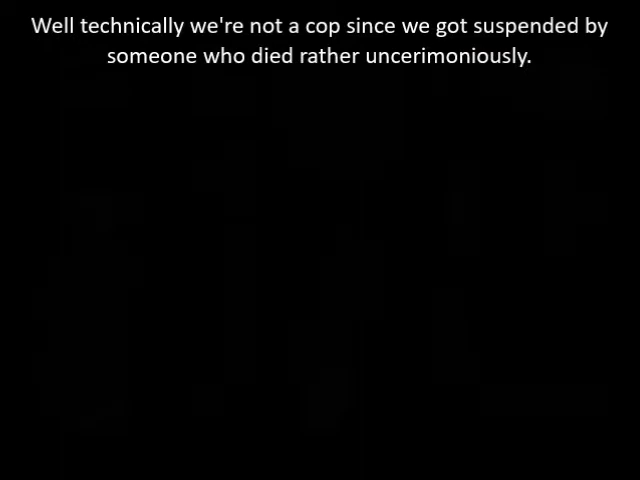 Well technically we're not a cop since we got suspended by
someone who died rather uncerimoniously.